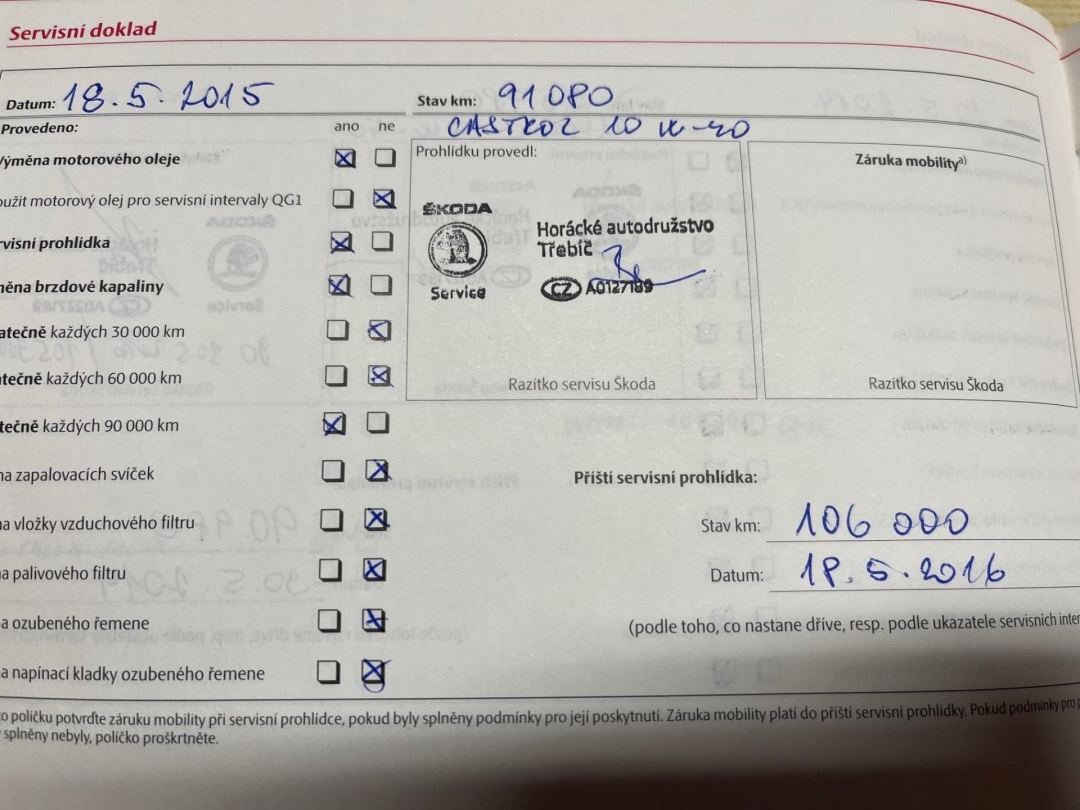 Servisní doklad
Datum: 18.5.2015
Stav km: 91080
CASTROL 10 W-40
Provedeno: ano ne
Výměna motorového oleje
oužit motorový olej pro servisní intervaly QG1
rvisní prohlídka
ěna brzdové kapaliny
atečně každých 30 000 km
atečně každých 60 000 km
tečně každých 90 000 km
na zapalovacích svíček
na vložky vzduchového filtru
na palivového filtru
a ozubeného řemene
a napínací kladky ozubeného řemene
Prohlídku provedl:
ŠKODA
Service
Horácké autodružstvo
Třebíč
CZ A0127189
Razítko servisu Škoda
Záruka mobility a)
Razítko servisu Škoda
Příští servisní prohlídka:
Stav km: 106 000
Datum: 18.5.2016
(podle toho, co nastane dříve, resp. podle ukazatele servisních inter
o políčku potvrďte záruku mobility při servisní prohlídce, pokud byly splněny podmínky pro její poskytnutí. Záruka mobility platí do příští servisní prohlídky. Pokud podmínky pro
splněny nebyly, políčko proškrtněte.